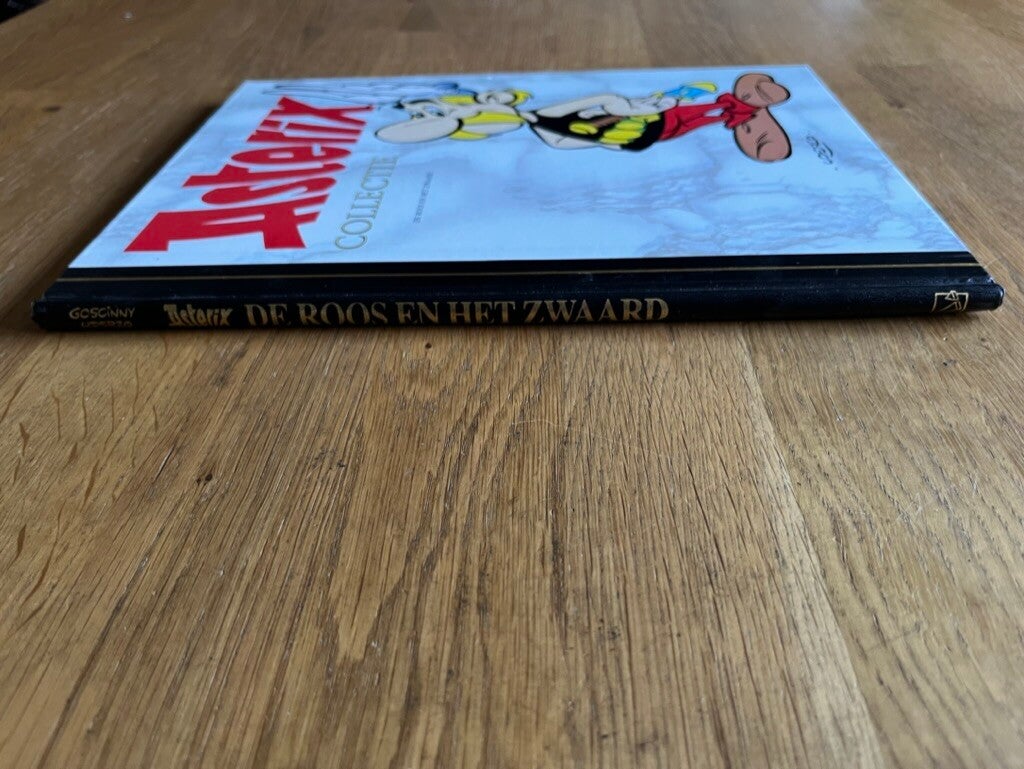 Asterix
COLLECTIE
GOSCINNY
UDERZO
Asterix DE ROOS EN HET ZWAARD